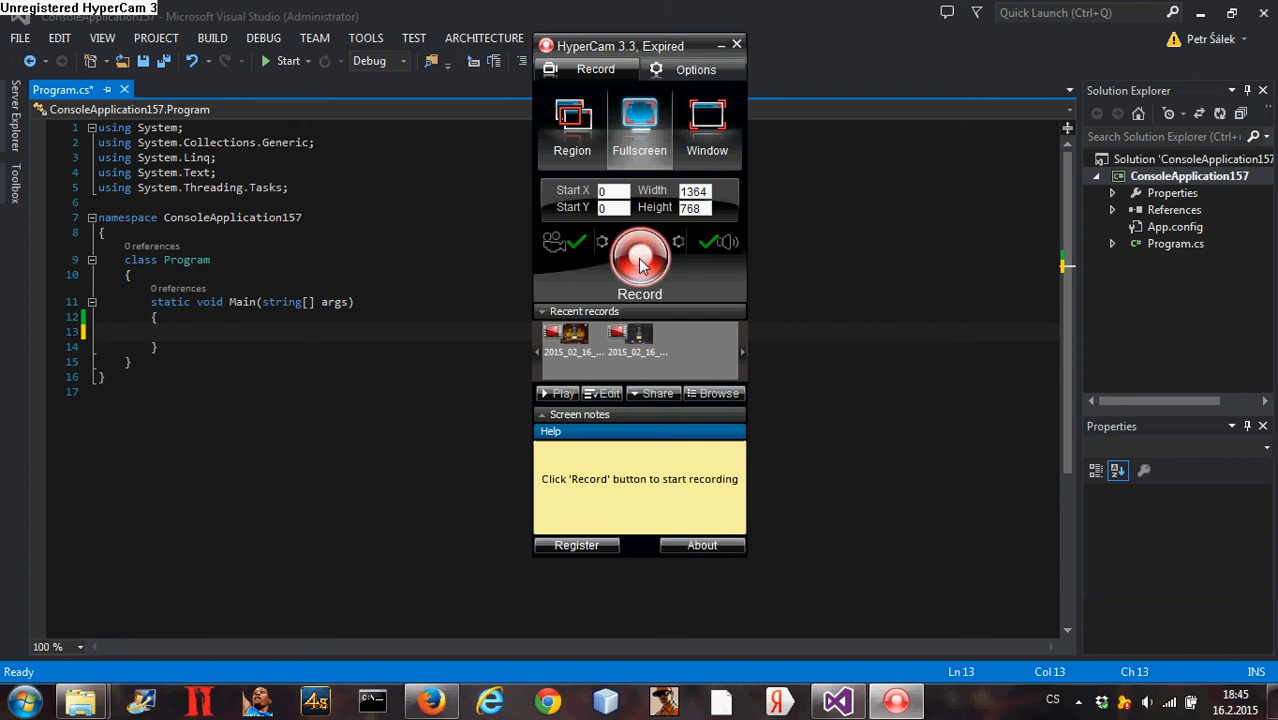 Unregistered HyperCam 3
ConsoleApplication157 - Microsoft Visual Studio (Administrator)
Quick Launch (Ctrl+Q)
FILE EDIT VIEW PROJECT BUILD DEBUG TEAM TOOLS TEST ARCHITECTURE
Petr Šálek
Start
Debug
Program.cs*
ConsoleApplication157.Program
Server Explorer
Toolbox
1 using System;
2 using System.Collections.Generic;
3 using System.Linq;
4 using System.Text;
5 using System.Threading.Tasks;
6
7 namespace ConsoleApplication157
8 {
0 references
9 class Program
10 {
0 references
11 static void Main(string[] args)
12 {
13
14 }
15 }
16 }
17
100 %
HyperCam 3.3, Expired
Record
Options
Region
Fullscreen
Window
Start X 0 Width 1364
Start Y 0 Height 768
Record
Recent records
2015_02_16_... 2015_02_16_...
Play Edit Share Browse
Screen notes
Help
Click 'Record' button to start recording
Register
About
Solution Explorer
Search Solution Explorer (Ctrl+
Solution 'ConsoleApplication157
ConsoleApplication157
Properties
References
App.config
Program.cs
Properties
Ready
Ln 13
Col 13
Ch 13
INS
CS
18:45
16.2.2015